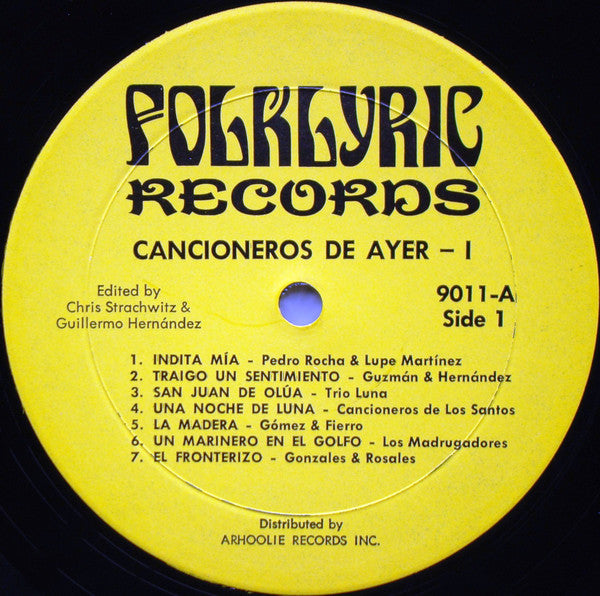 FOLKLYRIC
RECORDS
CANCIONEROS DE AYER – I
Edited by
Chris Strachwitz &
Guillermo Hernández
9011-A
Side 1
1. INDITA MÍA – Pedro Rocha & Lupe Martínez
2. TRAIGO UN SENTIMIENTO – Guzmán & Hernández
3. SAN JUAN DE OLÚA – Trio Luna
4. UNA NOCHE DE LUNA – Cancioneros de Los Santos
5. LA MADERA – Gómez & Fierro
6. UN MARINERO EN EL GOLFO – Los Madrugadores
7. EL FRONTERIZO – Gonzales & Rosales
Distributed by
ARHOOLIE RECORDS INC.